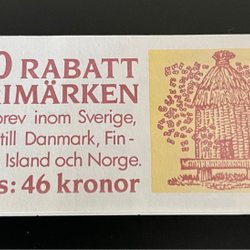 0 RABATT
IMÄRKEN
brev inom Sverige,
till Danmark, Fin-
Island och Norge.
s: 46 kronor